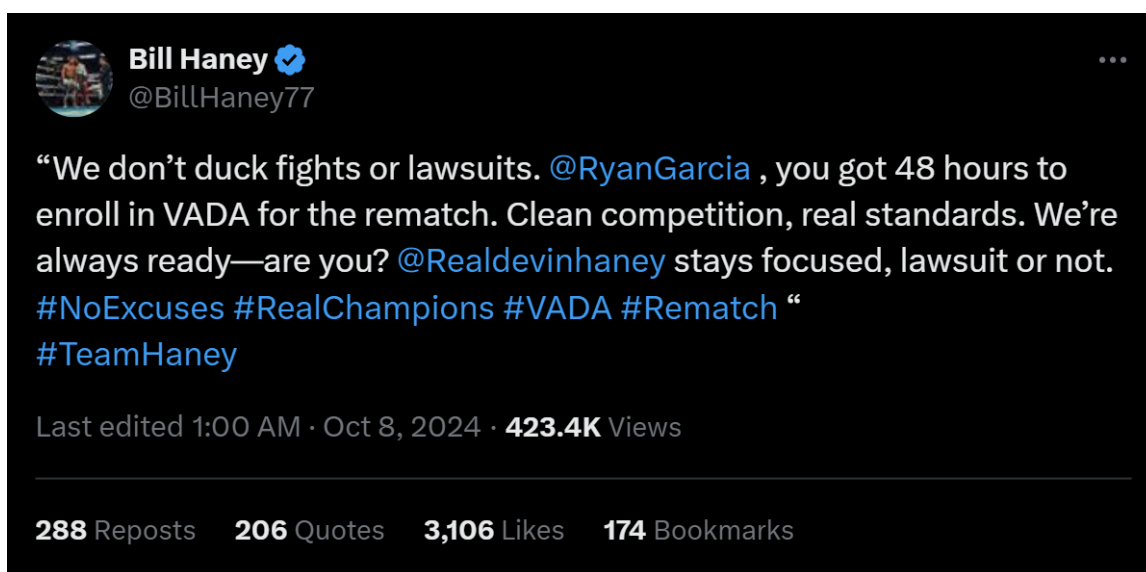 Bill Haney
@BillHaney77
“We don’t duck fights or lawsuits. @RyanGarcia , you got 48 hours to
enroll in VADA for the rematch. Clean competition, real standards. We’re
always ready—are you? @Realdevinhaney stays focused, lawsuit or not.
#NoExcuses #RealChampions #VADA #Rematch “
#TeamHaney
Last edited 1:00 AM · Oct 8, 2024 · 423.4K Views
288 Reposts 206 Quotes 3,106 Likes 174 Bookmarks